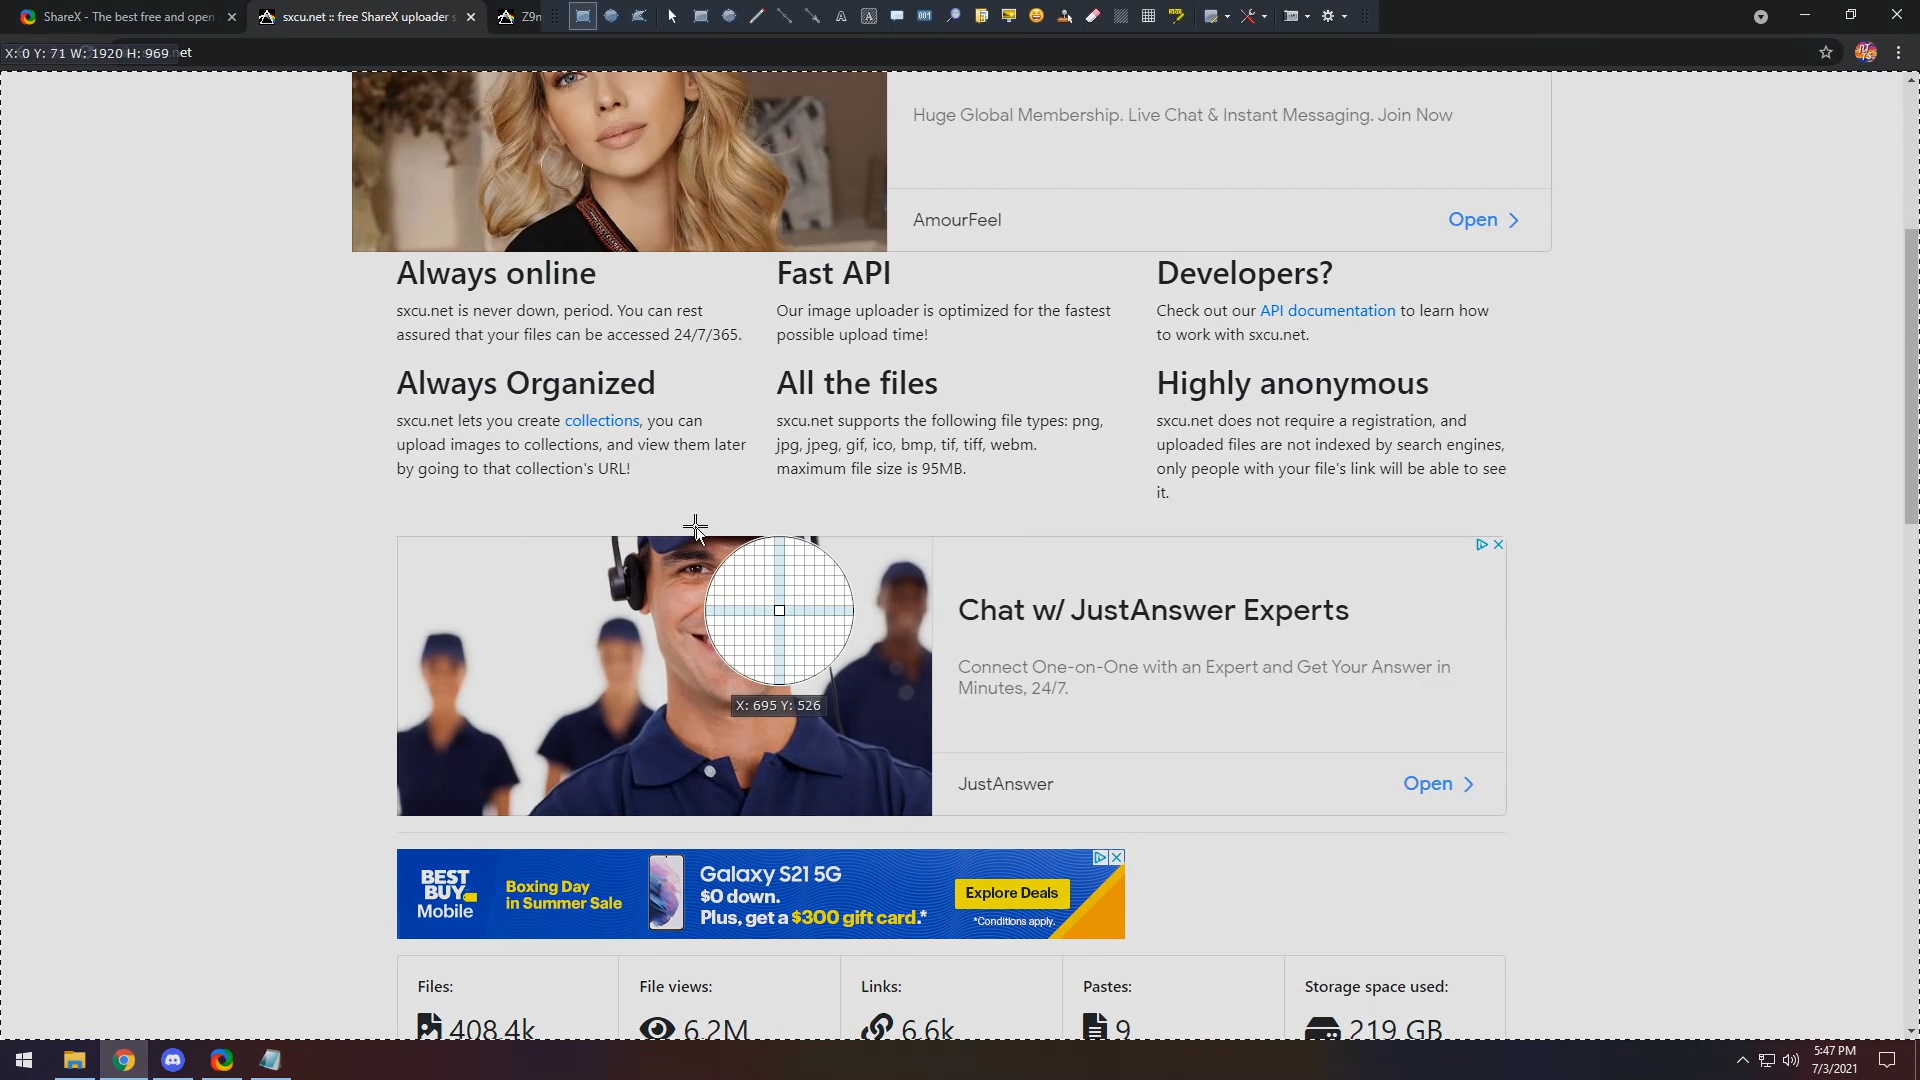 ShareX - The best free and open
sxcu.net :: free ShareX uploader s
Z9n
X: 0 Y: 71 W: 1920 H: 969
net
Huge Global Membership. Live Chat & Instant Messaging. Join Now
AmourFeel
Open
Always online
sxcu.net is never down, period. You can rest
assured that your files can be accessed 24/7/365.
Fast API
Our image uploader is optimized for the fastest
possible upload time!
Developers?
Check out our API documentation to learn how
to work with sxcu.net.
Always Organized
sxcu.net lets you create collections, you can
upload images to collections, and view them later
by going to that collection's URL!
All the files
sxcu.net supports the following file types: png,
jpg, jpeg, gif, ico, bmp, tif, tiff, webm.
maximum file size is 95MB.
Highly anonymous
sxcu.net does not require a registration, and
uploaded files are not indexed by search engines,
only people with your file's link will be able to see
it.
X: 695 Y: 526
Chat w/ JustAnswer Experts
Connect One-on-One with an Expert and Get Your Answer in
Minutes, 24/7.
JustAnswer
Open
BEST
BUY
Mobile
Boxing Day
in Summer Sale
Galaxy S21 5G
$0 down.
Plus, get a $300 gift card.*
Explore Deals
*Conditions apply.
Files:
408.4k
File views:
6.2M
Links:
6.6k
Pastes:
9
Storage space used:
219 GB
5:47 PM
7/3/2021